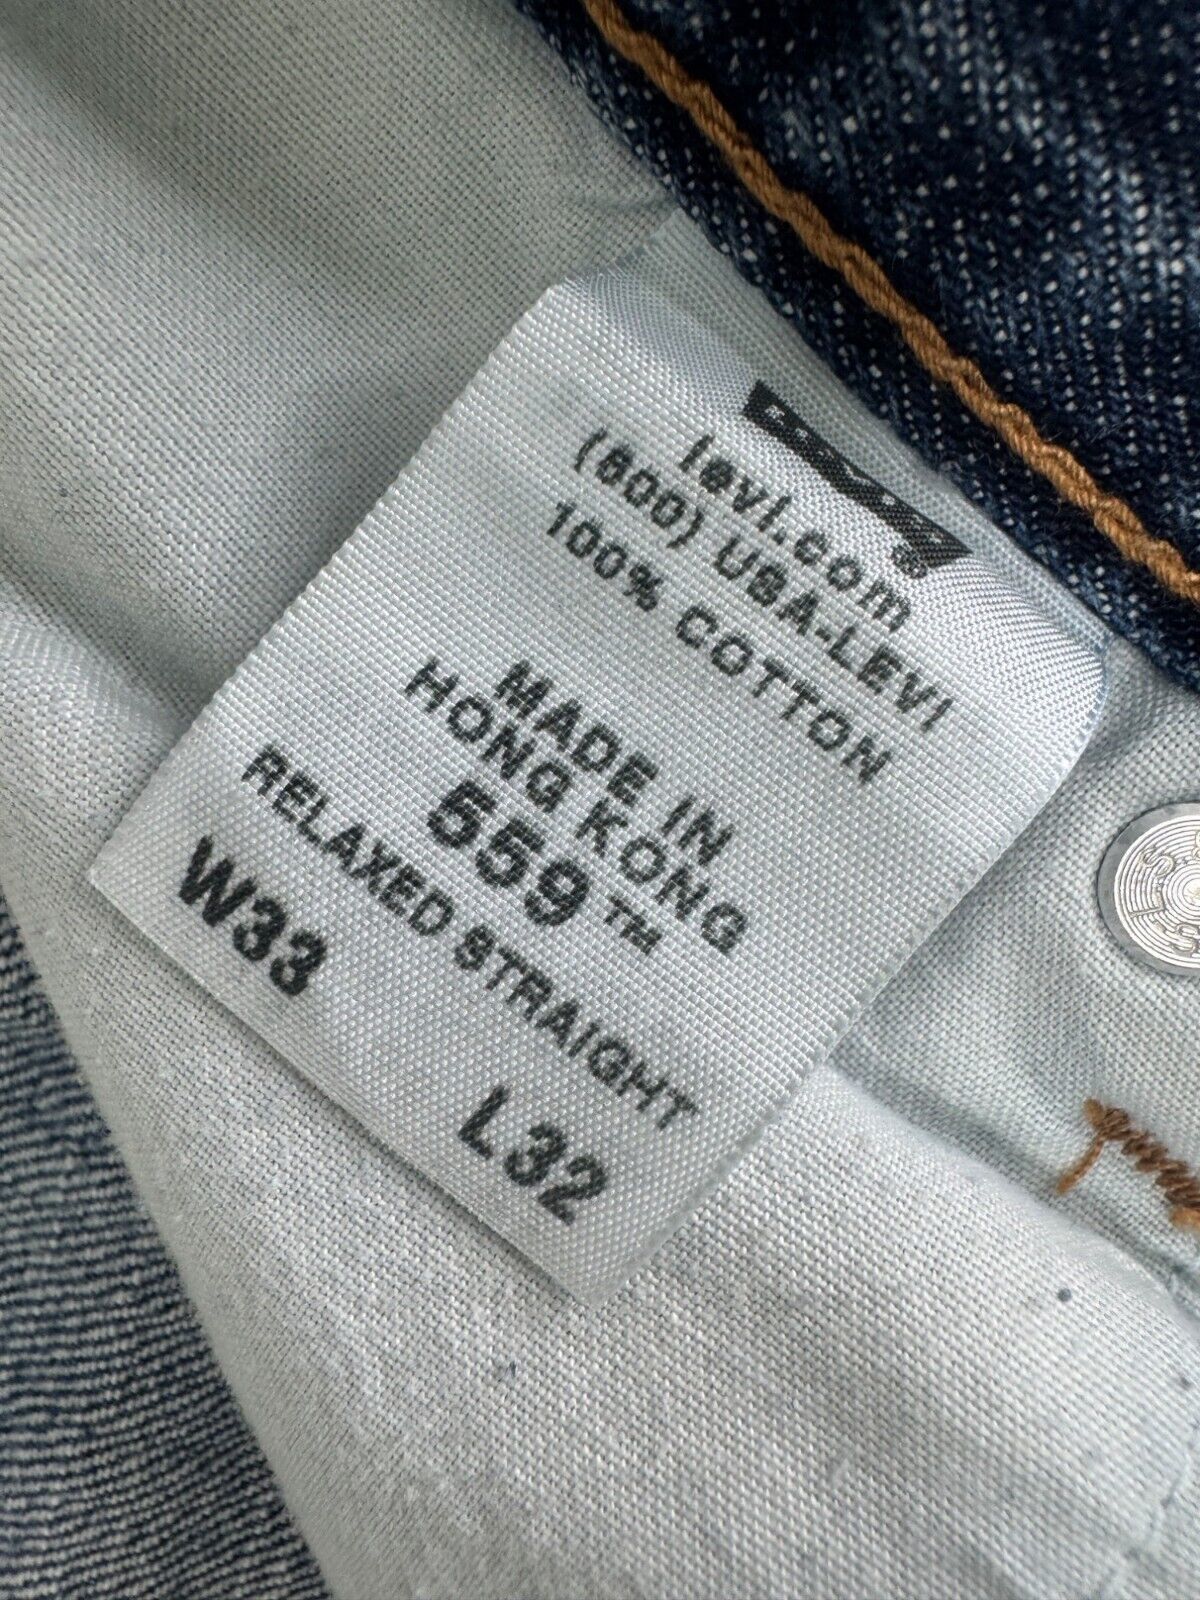 levi.com
(800) USA-LEVI
100% COTTON
MADE IN
HONG KONG
559™
RELAXED STRAIGHT
W33 L32